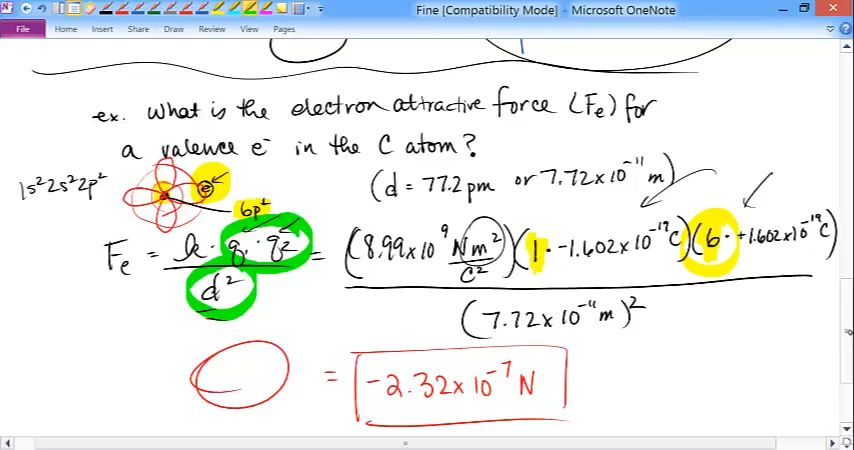 Fine [Compatibility Mode] - Microsoft OneNote
File Home Insert Share Draw Review View Pages
ex. What is the electron attractive force (Fe) for
a valence e⁻ in the C atom?
1s² 2s² 2p²
e⁻
(d = 77.2 pm or 7.72 x 10⁻¹¹ m)
6p⁺
Fe = k · q₁ · q₂ / d² = (8.99 x 10⁹ Nm²/C²)(1 · -1.602 x 10⁻¹⁹ C)(6 · +1.602 x 10⁻¹⁹ C)
(7.72 x 10⁻¹¹ m)²
= -2.32 x 10⁻⁷ N